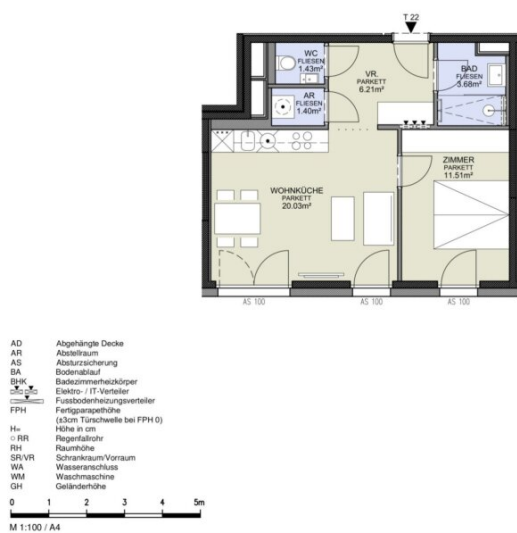 T 22
WC
FLIESEN
1.43m²
VR.
PARKETT
6.21m²
BAD
FLIESEN
3.68m²
AR
FLIESEN
1.40m²
ZIMMER
PARKETT
11.51m²
WOHNKÜCHE
PARKETT
20.03m²
AS 100
AS 100
AS 100
AD Abgehängte Decke
AR Abstellraum
AS Absturzsicherung
BA Bodenablauf
BHK Badezimmerheizkörper
Elektro- / IT-Verteiler
Fussbodenheizungsverteiler
FPH Fertigparapethöhe
(±3cm Türschwelle bei FPH 0)
H= Höhe in cm
○ RR Regenfallrohr
RH Raumhöhe
SR/VR Schrankraum/Vorraum
WA Wasseranschluss
WM Waschmaschine
GH Geländerhöhe
0 1 2 3 4 5m
M 1:100 / A4